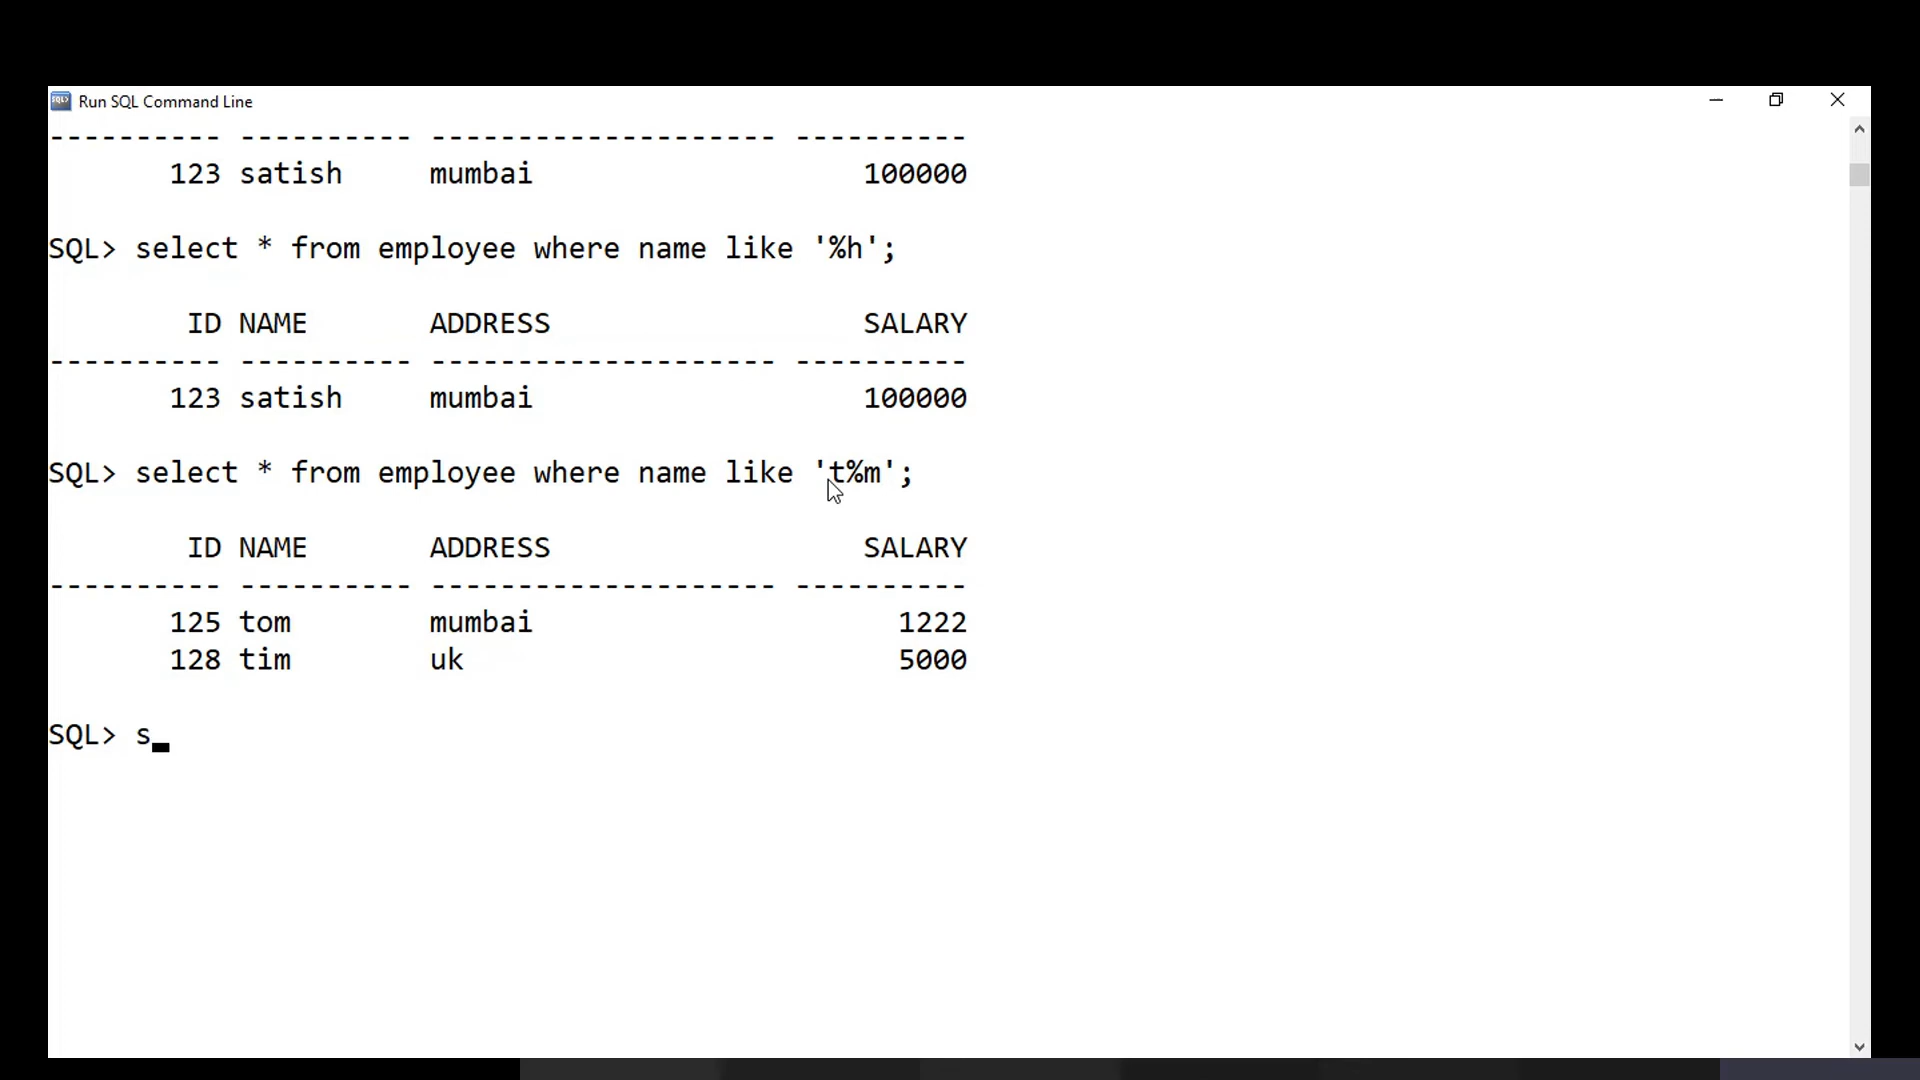 Run SQL Command Line
---------- ---------- -------------------- ----------
123 satish mumbai 100000
SQL> select * from employee where name like '%h';
ID NAME ADDRESS SALARY
---------- ---------- -------------------- ----------
123 satish mumbai 100000
SQL> select * from employee where name like 't%m';
ID NAME ADDRESS SALARY
---------- ---------- -------------------- ----------
125 tom mumbai 1222
128 tim uk 5000
SQL> s